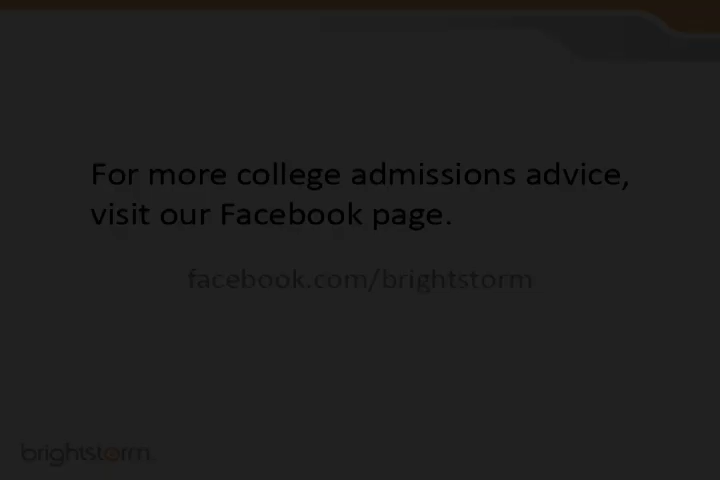 For more college admissions advice,
visit our Facebook page.
facebook.com/brightstorm
brightstorm